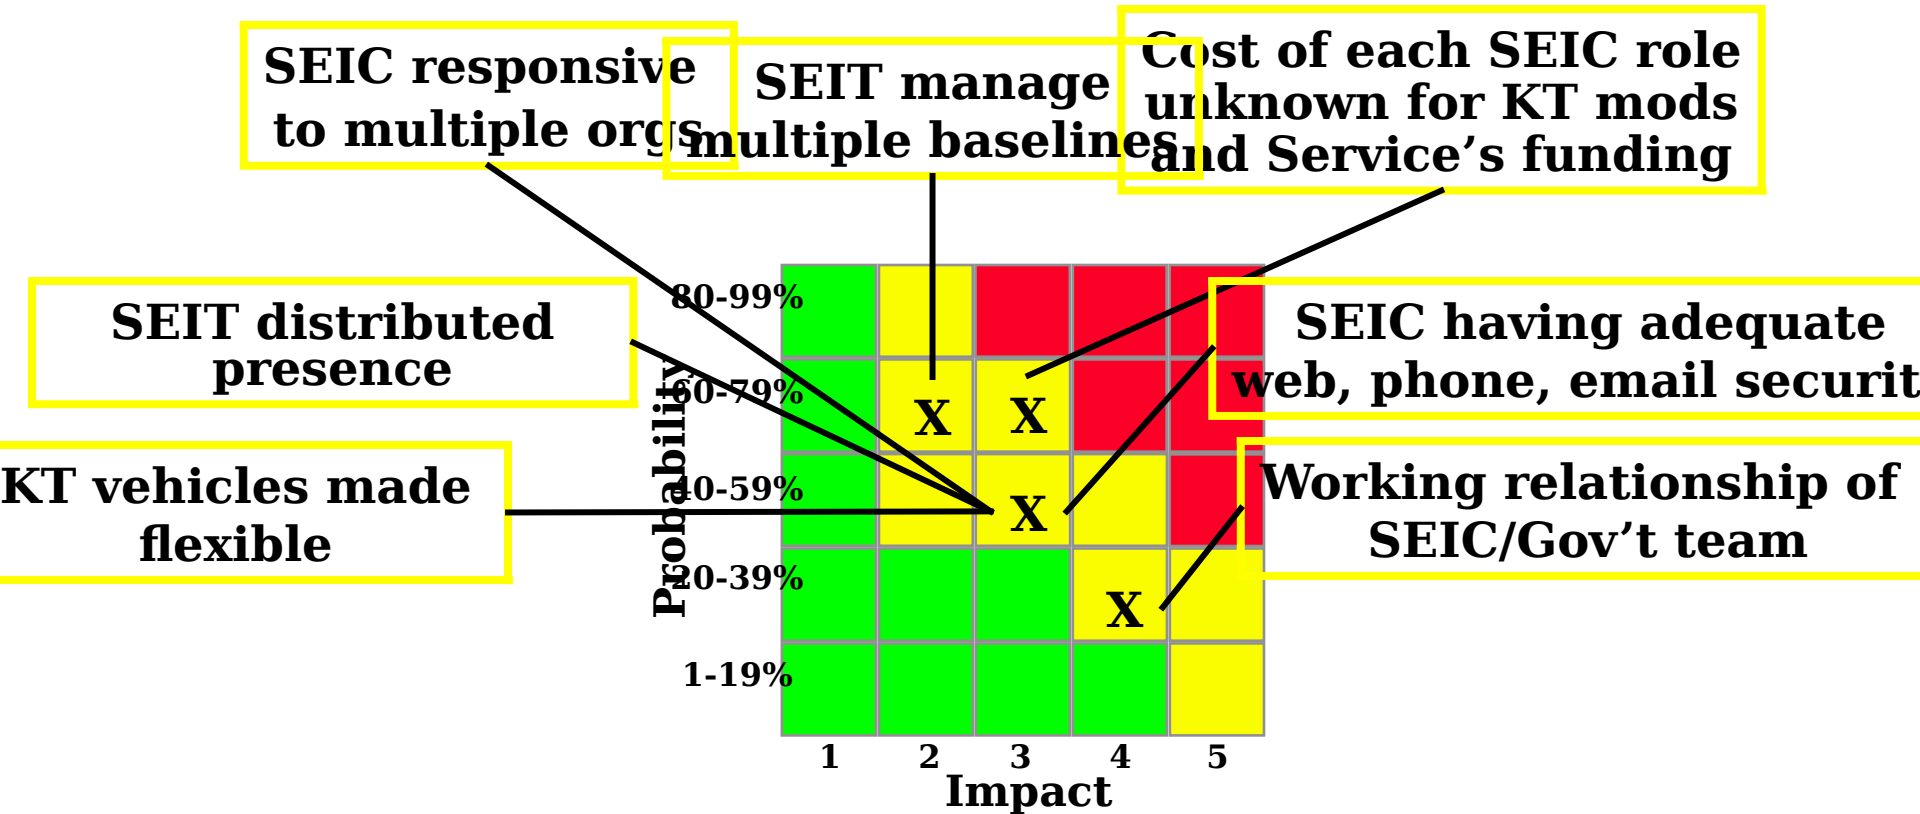 SEIC responsive
to multiple orgs
SEIT manage
multiple baselines
Cost of each SEIC role
unknown for KT mods
and Service’s funding
SEIT distributed
presence
SEIC having adequate
web, phone, email securit
KT vehicles made
flexible
Working relationship of
SEIC/Gov’t team
Probability
80-99%
60-79%
X X
40-59%
X
20-39%
X
1-19%
1 2 3 4 5
Impact